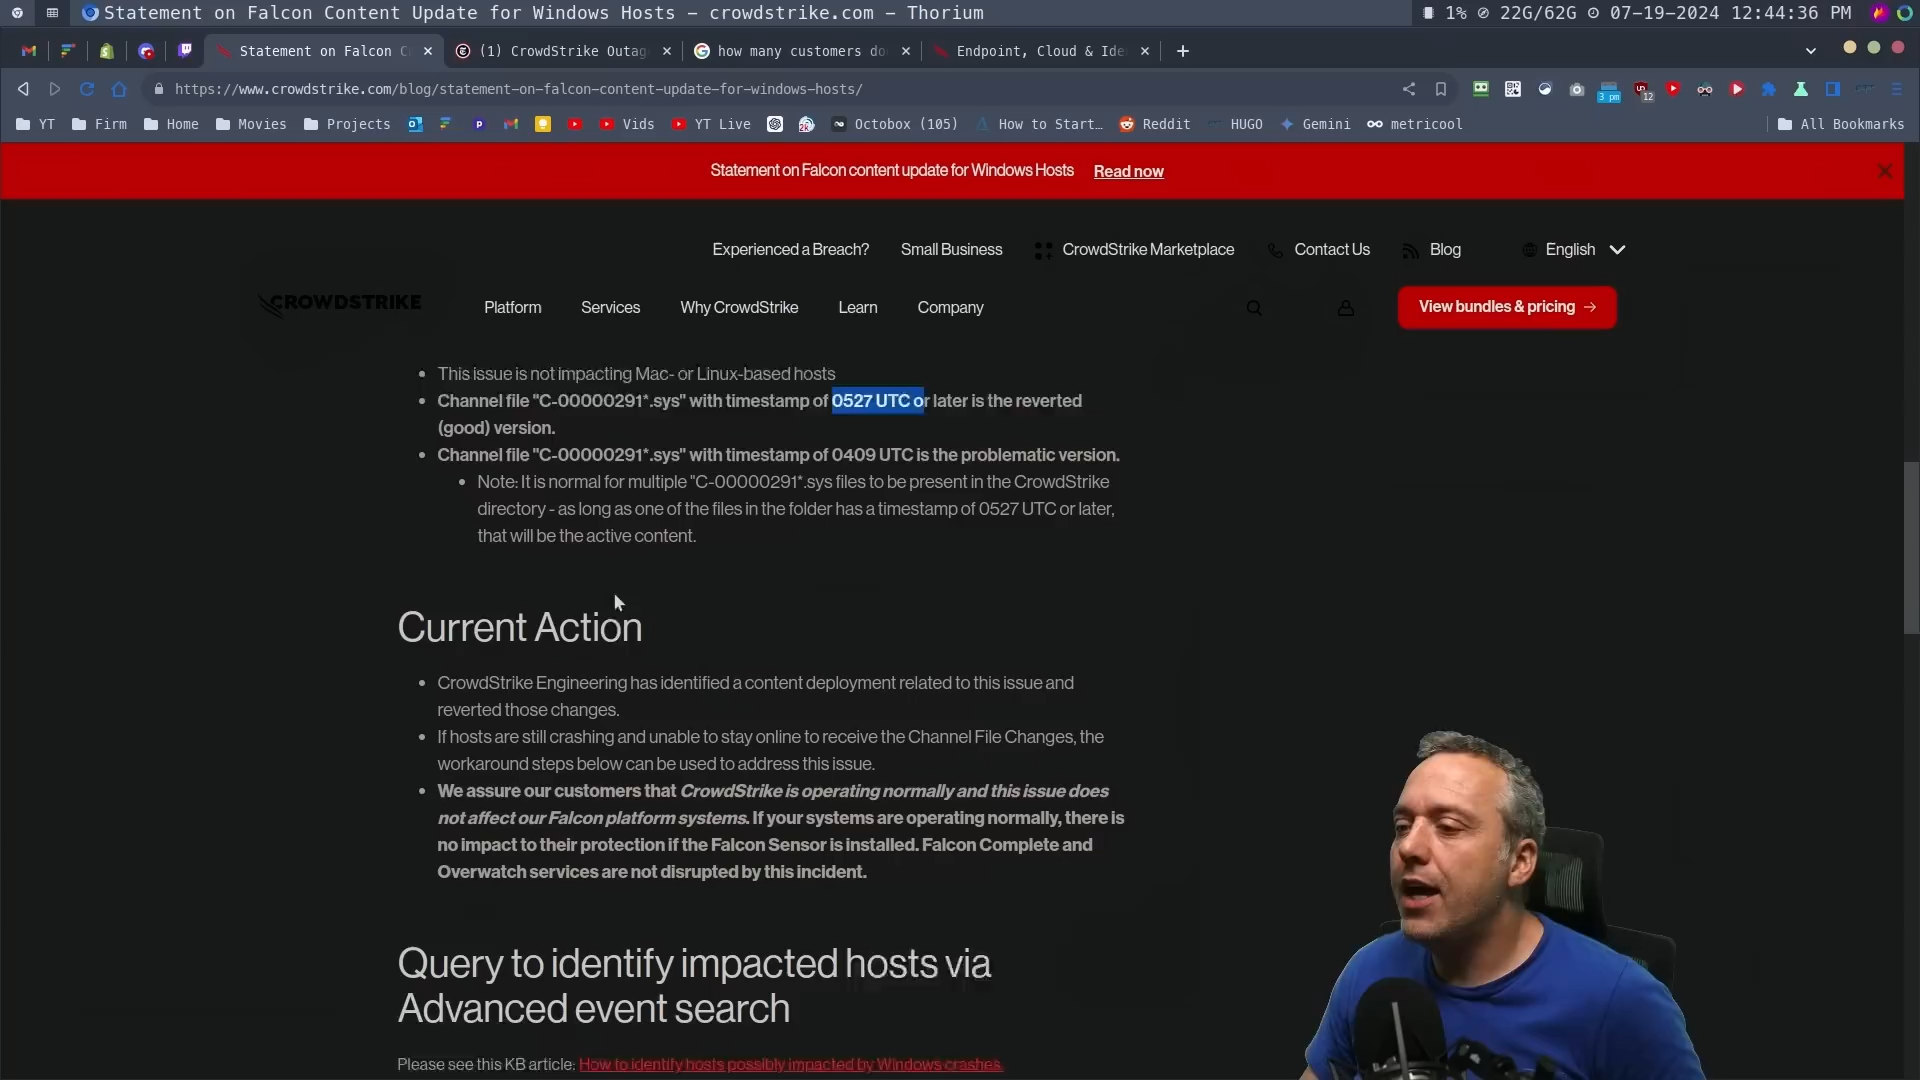 Statement on Falcon Content Update for Windows Hosts – crowdstrike.com – Thorium
1% 22G/62G 07-19-2024 12:44:36 PM
Statement on Falcon C
(1) CrowdStrike Outag
how many customers do
Endpoint, Cloud & Ide
https://www.crowdstrike.com/blog/statement-on-falcon-content-update-for-windows-hosts/
3 pm
12
YT Firm Home Movies Projects Vids YT Live Octobox (105) How to Start… Reddit HUGO Gemini metricool All Bookmarks
Statement on Falcon content update for Windows Hosts Read now
Experienced a Breach? Small Business CrowdStrike Marketplace Contact Us Blog English
CROWDSTRIKE Platform Services Why CrowdStrike Learn Company View bundles & pricing →
• This issue is not impacting Mac- or Linux-based hosts
• Channel file "C-00000291*.sys" with timestamp of 0527 UTC or later is the reverted
(good) version.
• Channel file "C-00000291*.sys" with timestamp of 0409 UTC is the problematic version.
• Note: It is normal for multiple "C-00000291*.sys files to be present in the CrowdStrike
directory - as long as one of the files in the folder has a timestamp of 0527 UTC or later,
that will be the active content.
Current Action
• CrowdStrike Engineering has identified a content deployment related to this issue and
reverted those changes.
• If hosts are still crashing and unable to stay online to receive the Channel File Changes, the
workaround steps below can be used to address this issue.
• We assure our customers that CrowdStrike is operating normally and this issue does
not affect our Falcon platform systems. If your systems are operating normally, there is
no impact to their protection if the Falcon Sensor is installed. Falcon Complete and
Overwatch services are not disrupted by this incident.
Query to identify impacted hosts via
Advanced event search
Please see this KB article: How to identify hosts possibly impacted by Windows crashes.